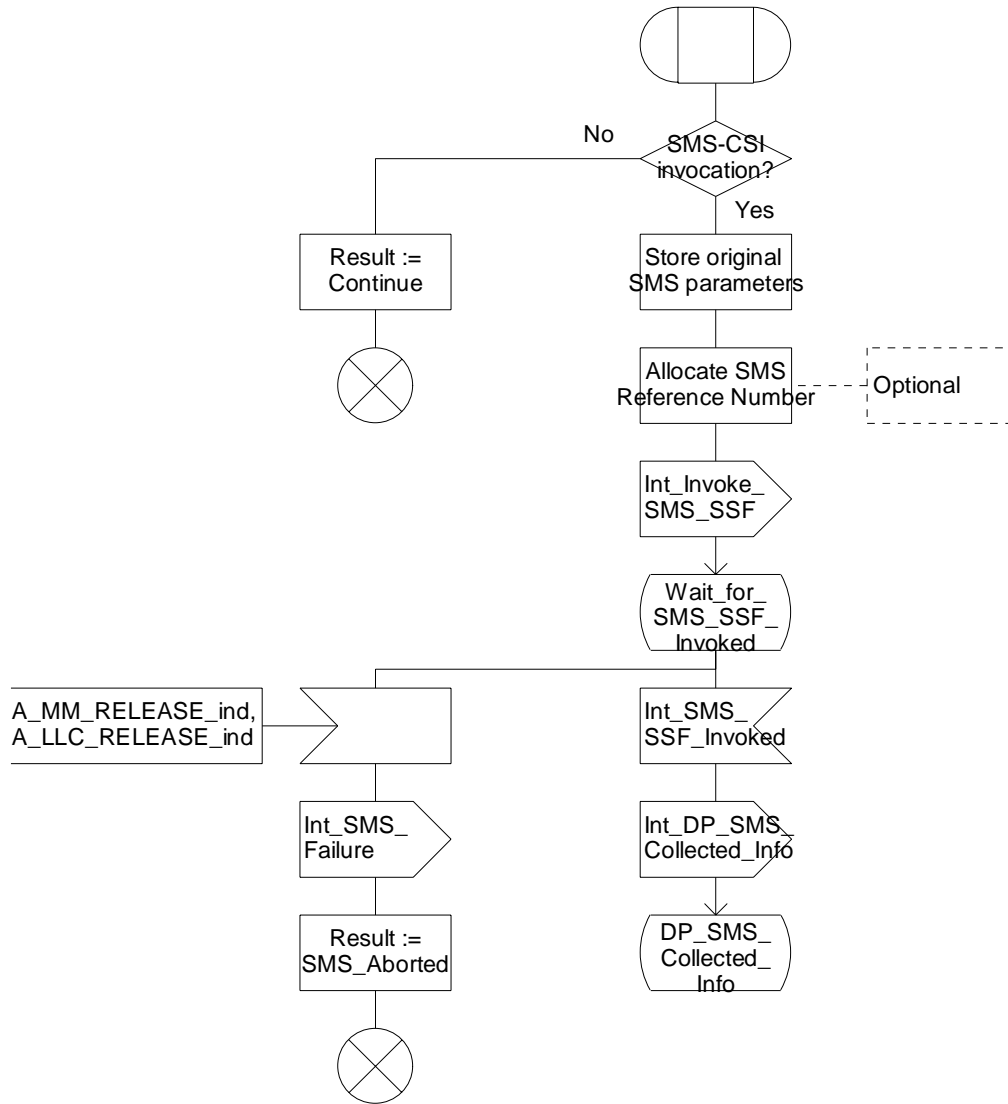 No
SMS-CSI
invocation?
Yes
Result :=
Continue
Store original
SMS parameters
Allocate SMS
Reference Number
Optional
Int_Invoke_
SMS_SSF
Wait_for_
SMS_SSF_
Invoked
A_MM_RELEASE_ind,
A_LLC_RELEASE_ind
Int_SMS_
SSF_Invoked
Int_SMS_
Failure
Int_DP_SMS_
Collected_Info
Result :=
SMS_Aborted
DP_SMS_
Collected_
Info